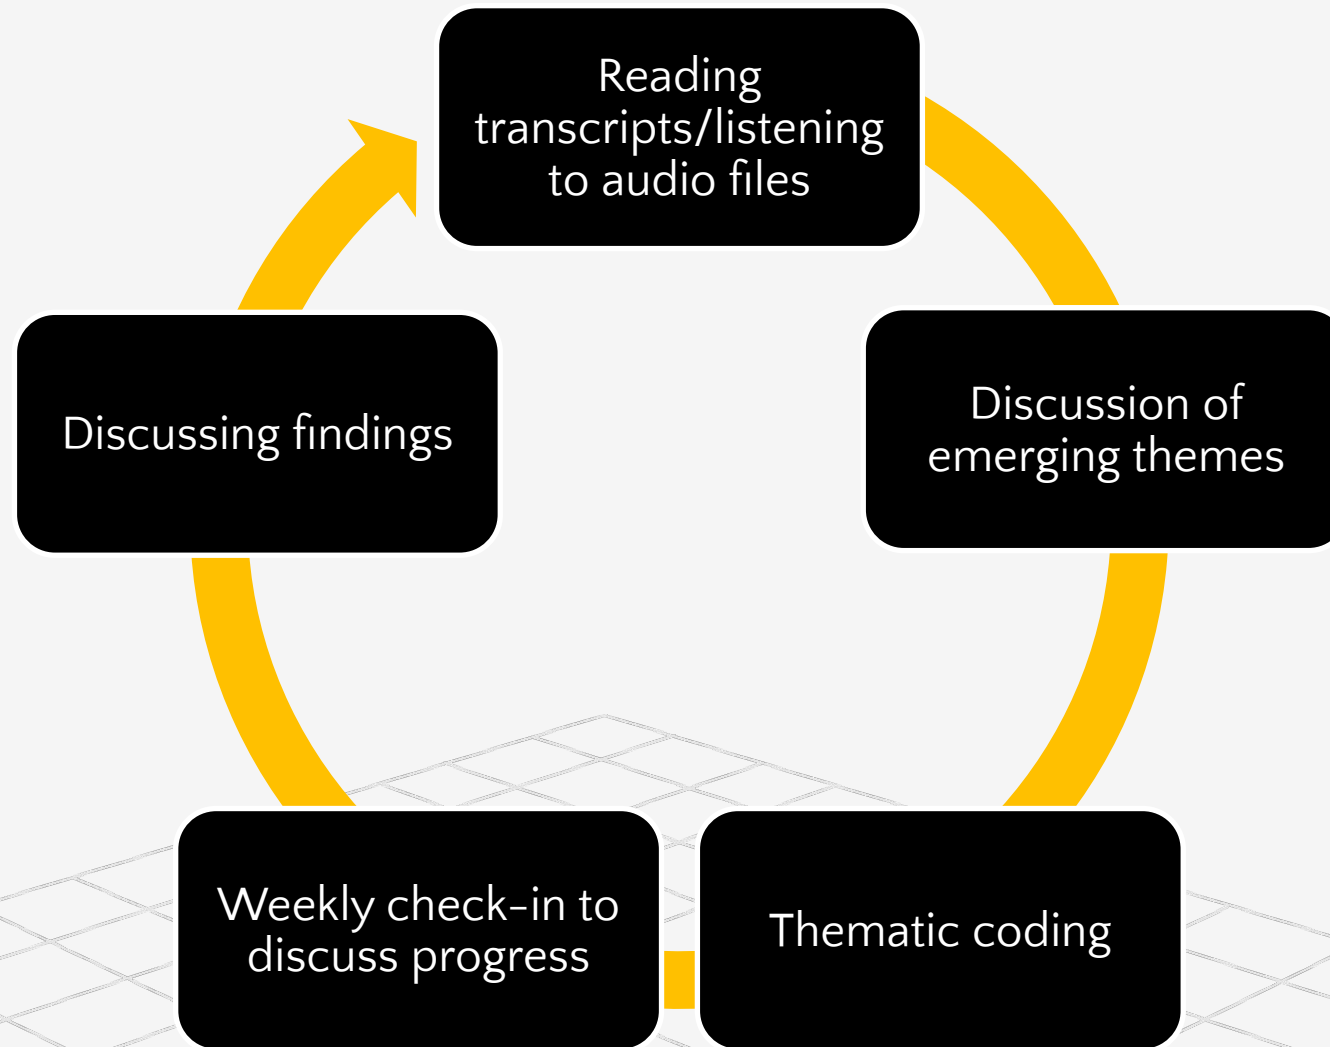 Reading
transcripts/listening
to audio files
Discussion of
emerging themes
Thematic coding
Weekly check-in to
discuss progress
Discussing findings